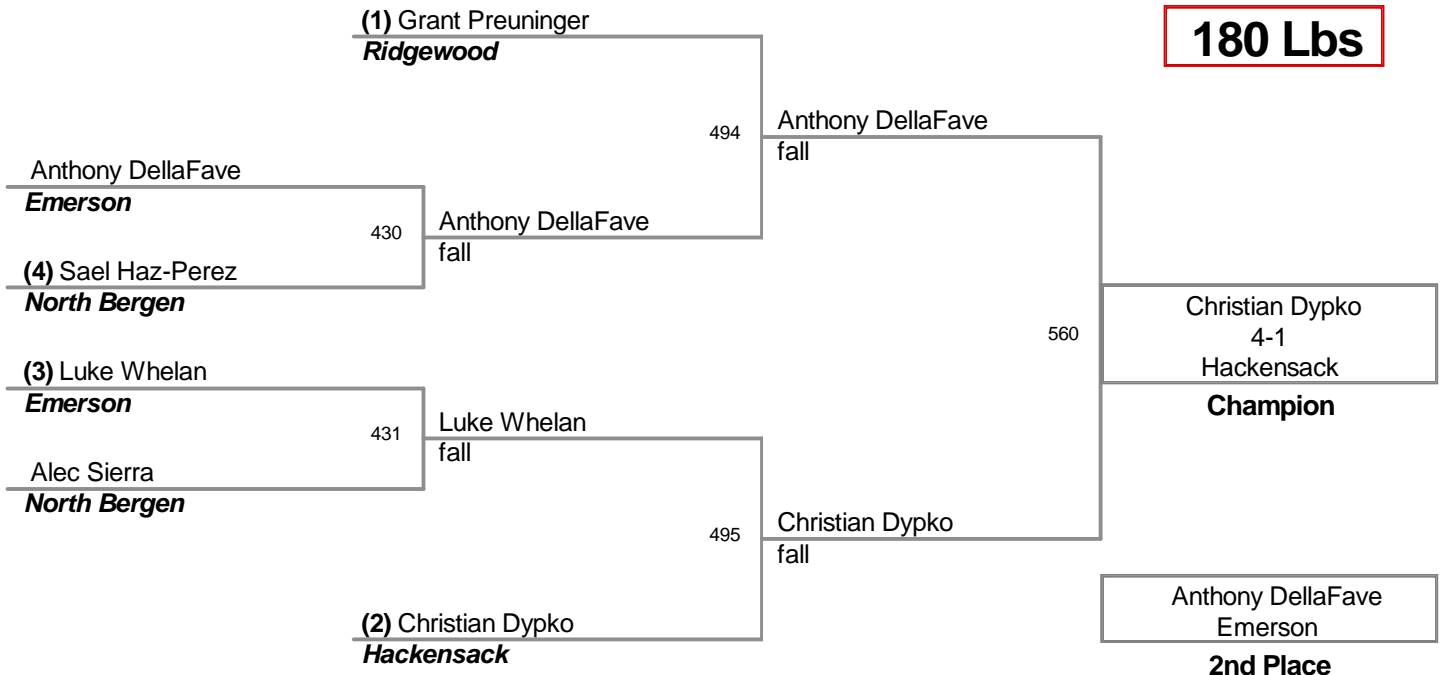 (1) Grant Preuninger
Ridgewood
180 Lbs
494
Anthony DellaFave
fall
Anthony DellaFave
Emerson
430
Anthony DellaFave
fall
(4) Sael Haz-Perez
North Bergen
560
Christian Dypko
4-1
Hackensack
Champion
(3) Luke Whelan
Emerson
431
Luke Whelan
fall
Alec Sierra
North Bergen
495
Christian Dypko
fall
(2) Christian Dypko
Hackensack
Anthony DellaFave
Emerson
2nd Place